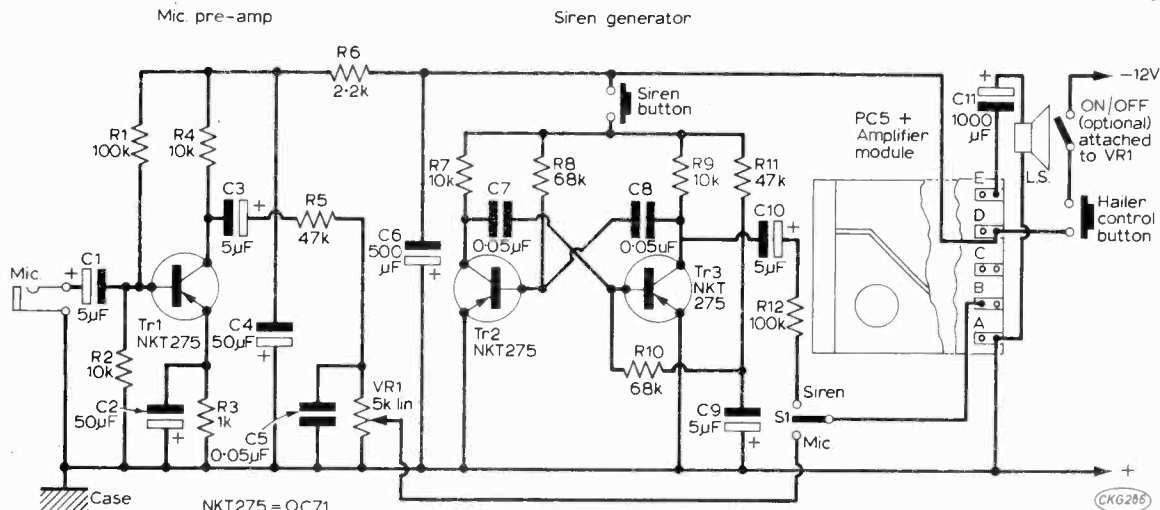 Mic. pre-amp
Siren generator
R6
2·2k
R1
100k
R4
10k
C3
5µF
R5
47k
Mic.
C1
5µF
Tr1
NKT275
R2
10k
C2
50µF
R3
1k
C4
50µF
C5
0·05µF
VR1
5k lin
C6
500
µF
Siren
button
R7
10k
R8
68k
R9
10k
R11
47k
C7
0·05µF
C8
0·05µF
C10
5µF
Tr2
NKT275
Tr3
NKT
275
R10
68k
R12
100k
C9
5µF
Siren
S1
Mic.
PC5 +
Amplifier
module
C11
1000
µF
L.S.
E
D
C
B
A
−12V
ON/OFF
(optional)
attached
to VR1
Hailer
control
button
+
Case
NKT275 = OC71
CKG286